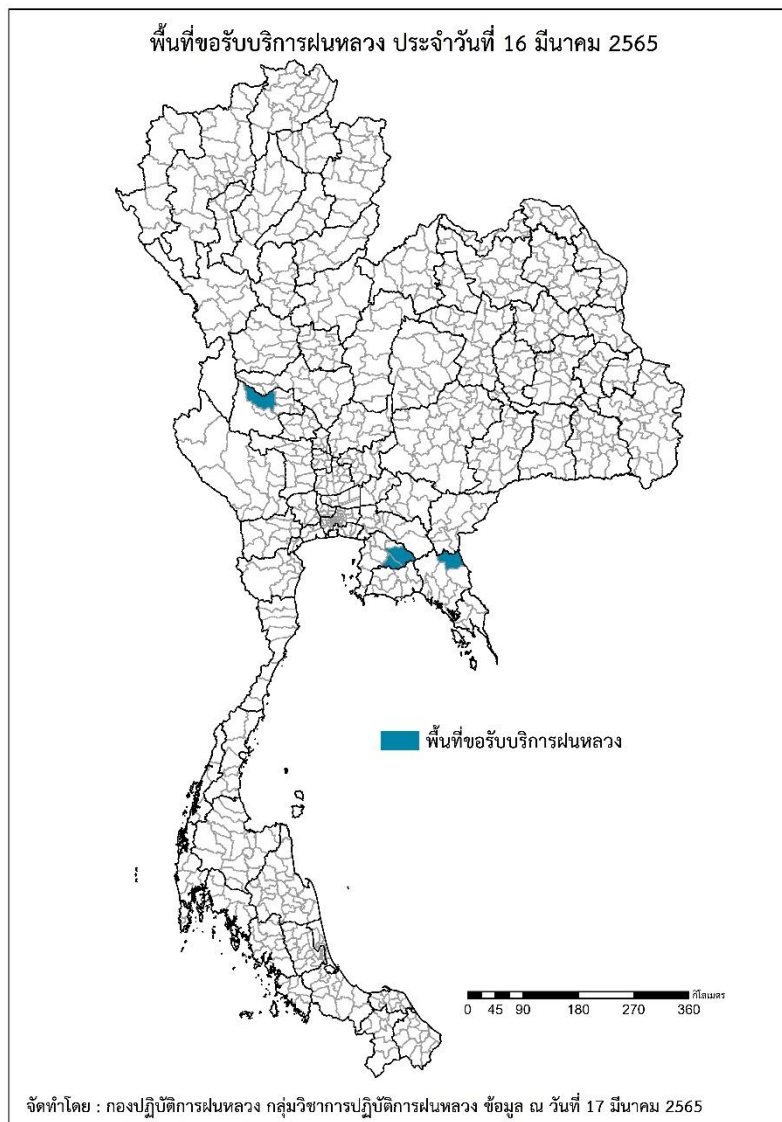 พื้นที่ขอรับบริการฝนหลวง ประจำวันที่ 16 มีนาคม 2565
พื้นที่ขอรับบริการฝนหลวง
กิโลเมตร
0 45 90 180 270 360
จัดทำโดย : กองปฏิบัติการฝนหลวง กลุ่มวิชาการปฏิบัติการฝนหลวง ข้อมูล ณ วันที่ 17 มีนาคม 2565